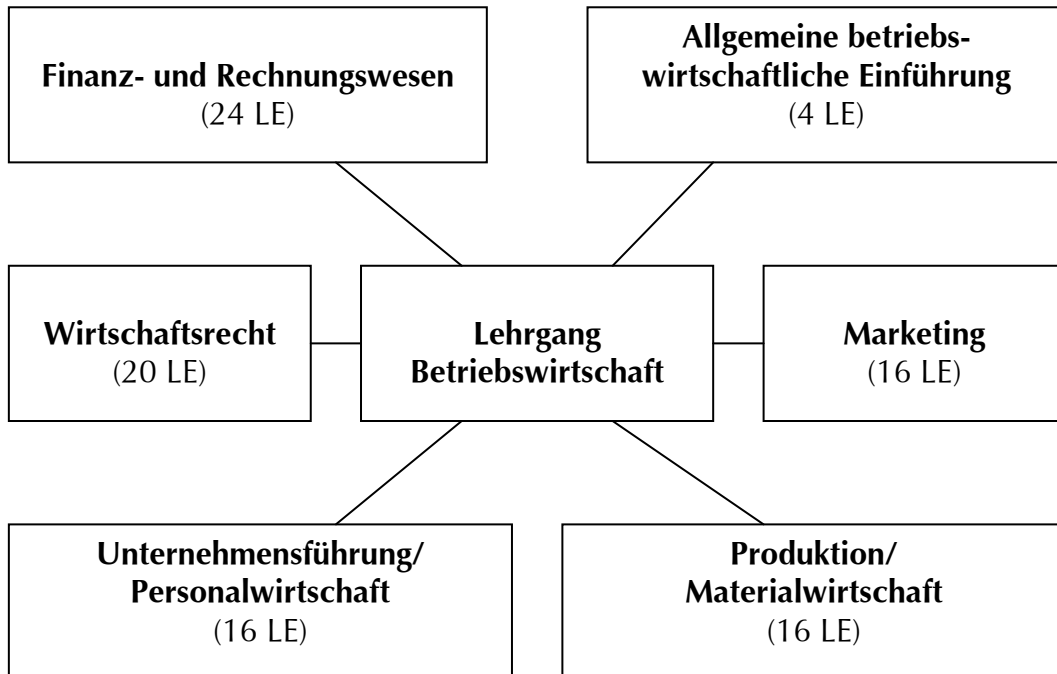 Finanz- und Rechnungswesen
(24 LE)
Allgemeine betriebs-
wirtschaftliche Einführung
(4 LE)
Wirtschaftsrecht
(20 LE)
Lehrgang
Betriebswirtschaft
Marketing
(16 LE)
Unternehmensführung/
Personalwirtschaft
(16 LE)
Produktion/
Materialwirtschaft
(16 LE)